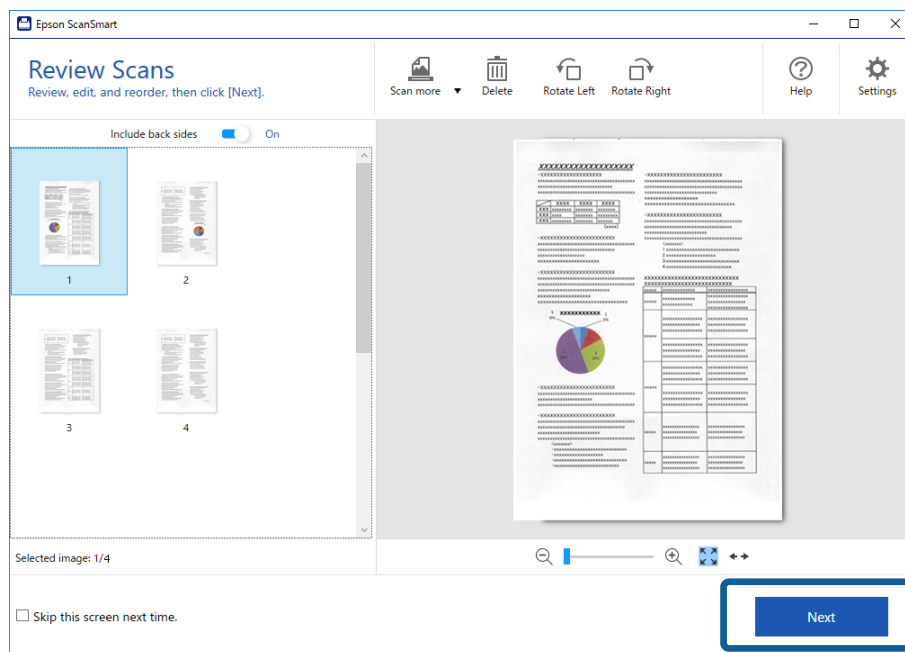 Epson ScanSmart
Review Scans
Review, edit, and reorder, then click [Next].
Scan more
Delete
Rotate Left
Rotate Right
Help
Settings
Include back sides
On
1
2
3
4
Selected image: 1/4
Skip this screen next time.
Next